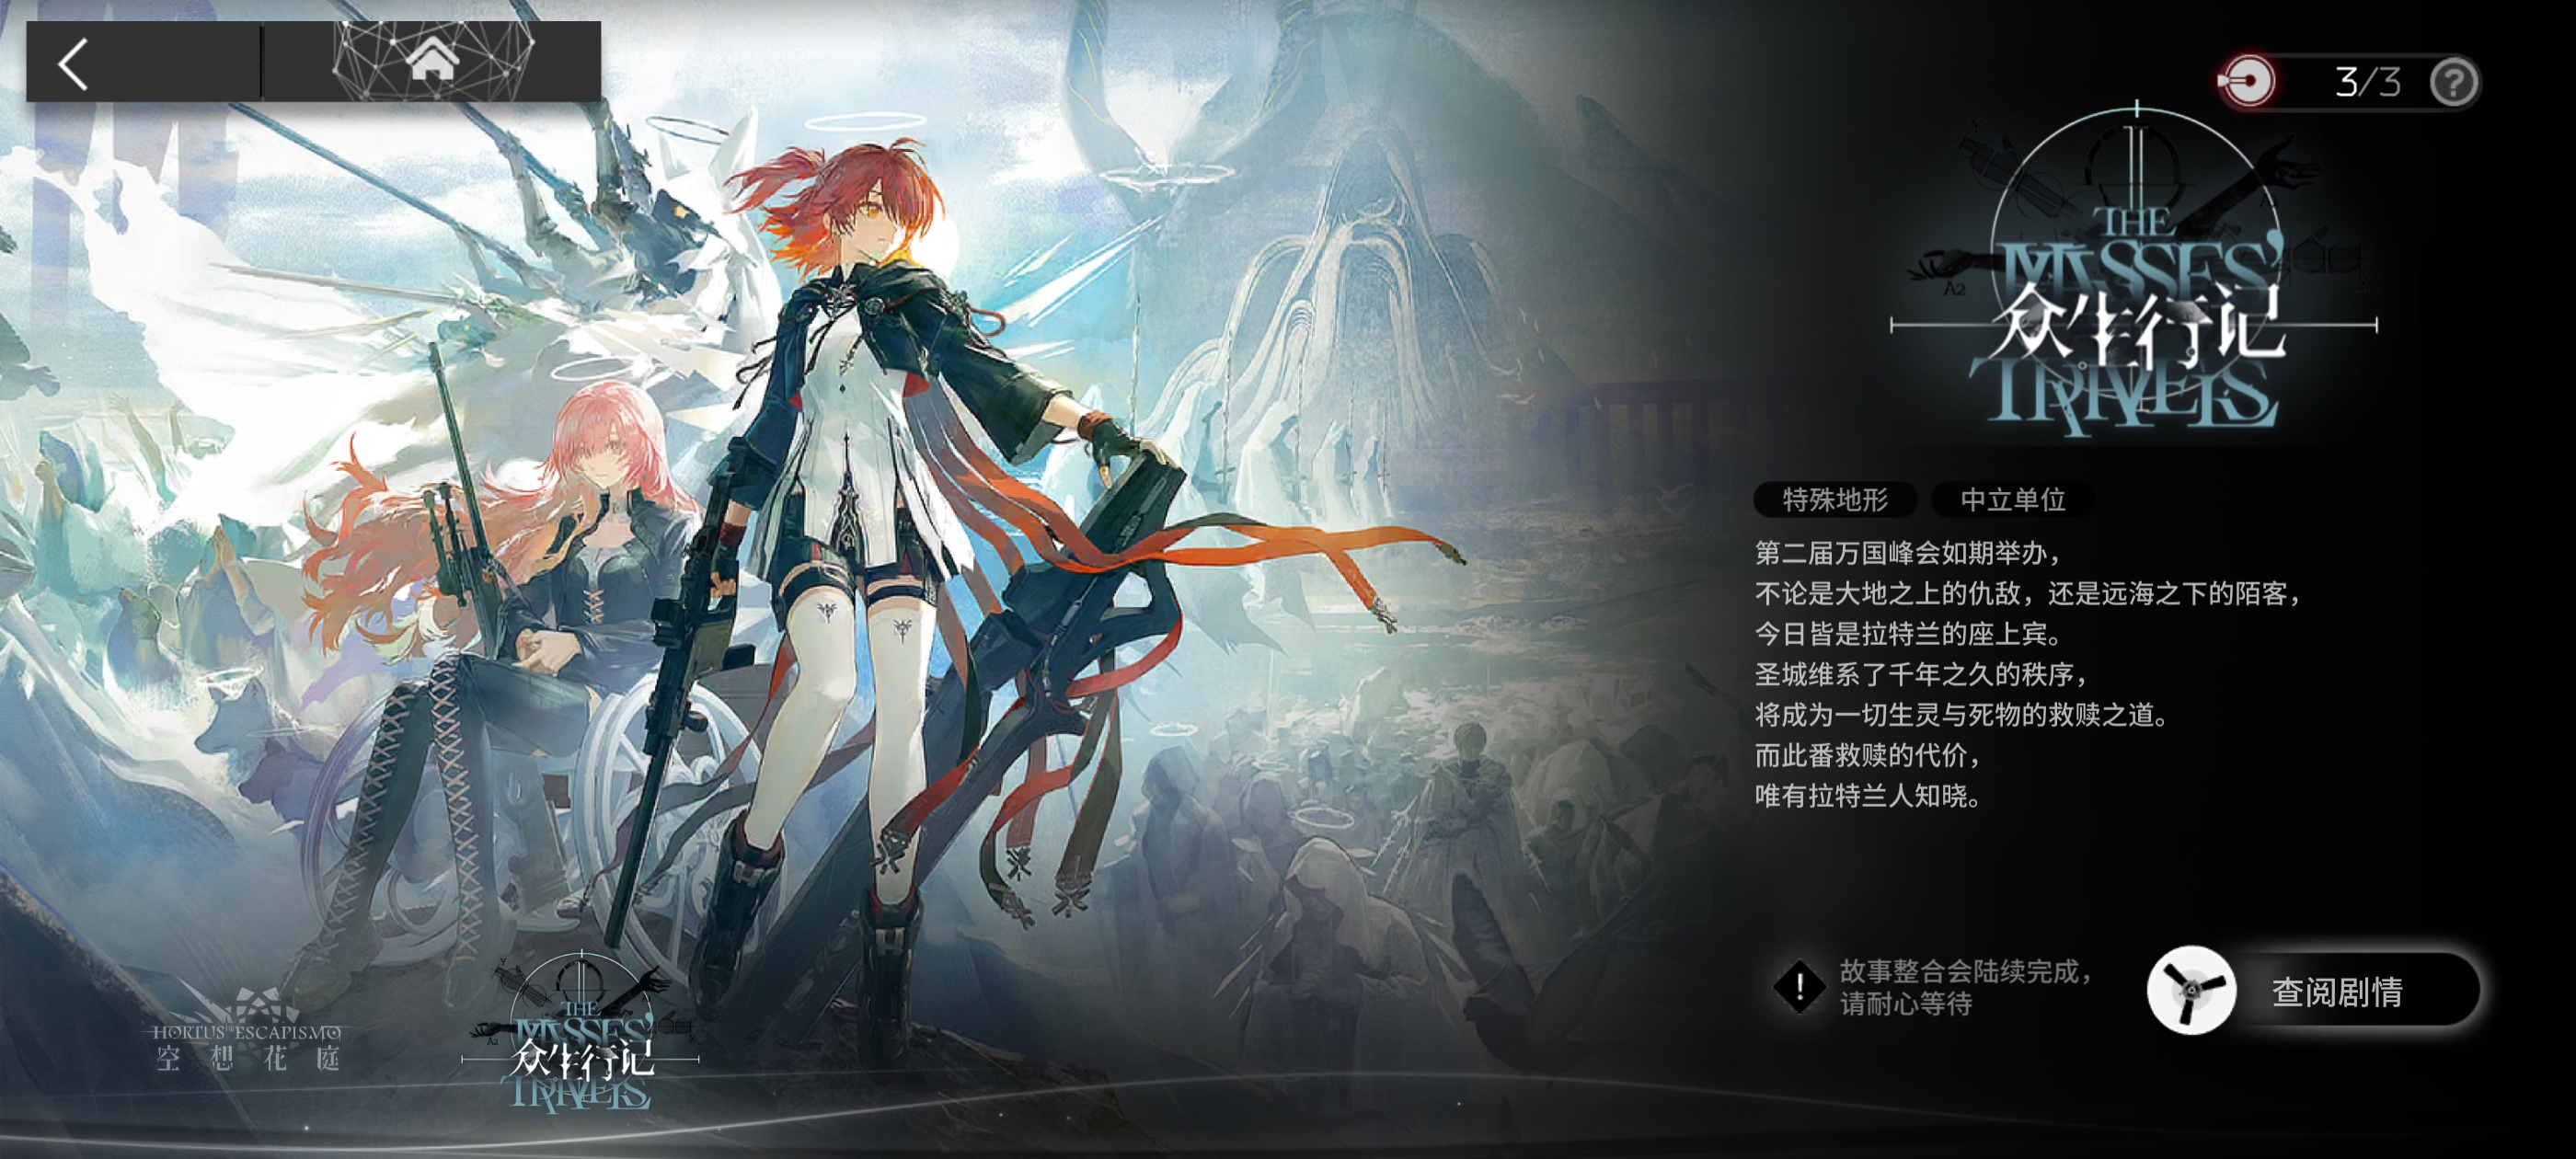 3/3
THE
MASSES'
众生行记
TRAVELS
A2
特殊地形
中立单位
第二届万国峰会如期举办，
不论是大地之上的仇敌，还是远海之下的陌客，
今日皆是拉特兰的座上宾。
圣城维系了千年之久的秩序，
将成为一切生灵与死物的救赎之道。
而此番救赎的代价，
唯有拉特兰人知晓。
故事整合会陆续完成，
请耐心等待
查阅剧情
HORTUS DE ESCAPISMO
空想花庭
THE
MASSES'
众生行记
TRAVELS
A2